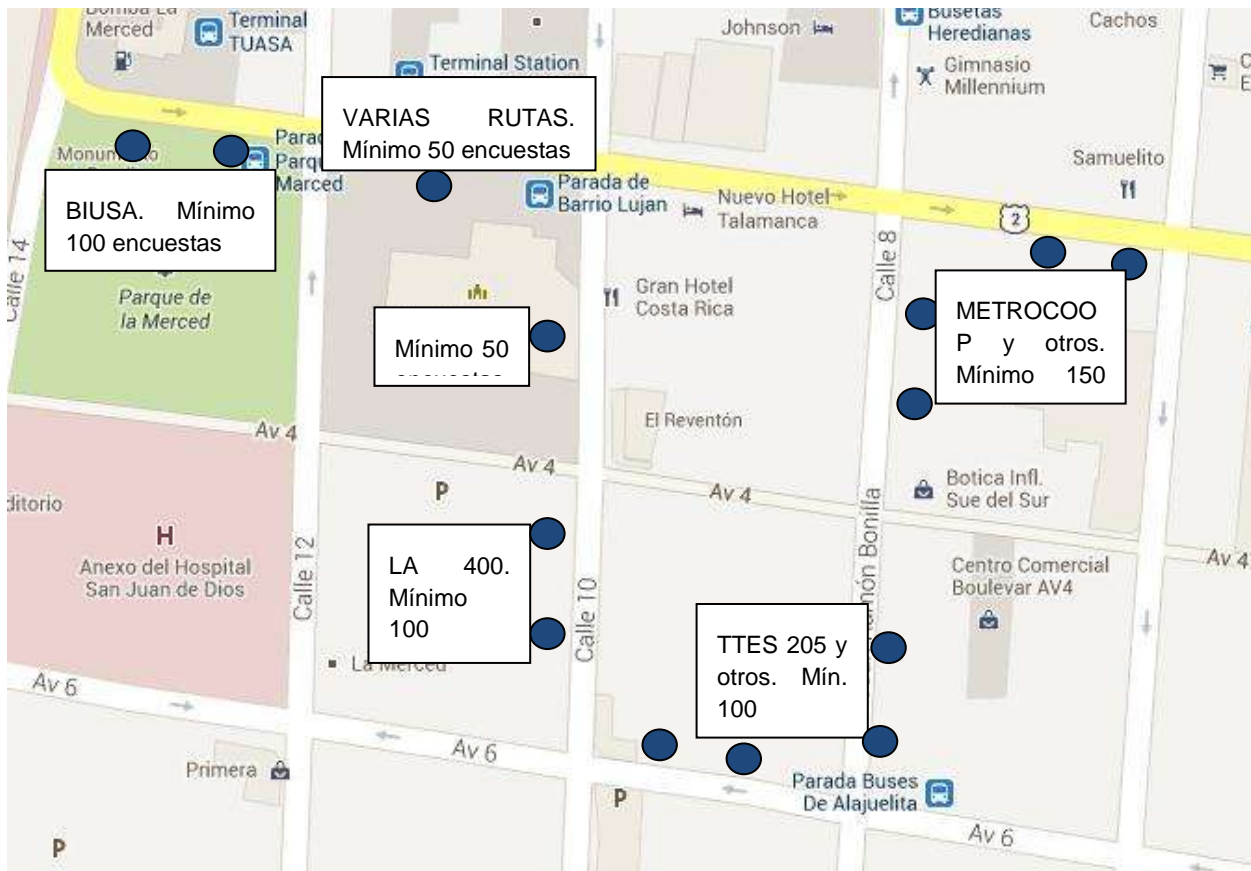 Merced
Terminal
TUASA
Terminal Station
Johnson
Busetas
Heredianas
Cachos
Gimnasio
Millennium
VARIAS RUTAS.
Mínimo 50 encuestas
Samuelito
Parada de
Barrio Lujan
Nuevo Hotel
Talamanca
2
BIUSA. Mínimo
100 encuestas
Marced
Calle 14
Parque de
la Merced
Calle 8
Gran Hotel
Costa Rica
Mínimo 50
METROCOO
P y otros.
Mínimo 150
El Reventón
Av 4
Av 4
Av 4
Av 4
P
Botica Infl.
Sue del Sur
H
Anexo del Hospital
San Juan de Dios
Calle 12
LA 400.
Mínimo
100
Calle 10
Bonilla
Centro Comercial
Boulevar AV4
TTES 205 y
otros. Mín.
100
La Merced
Av 6
Av 6
Av 6
Primera
Parada Buses
De Alajuelita
P
P